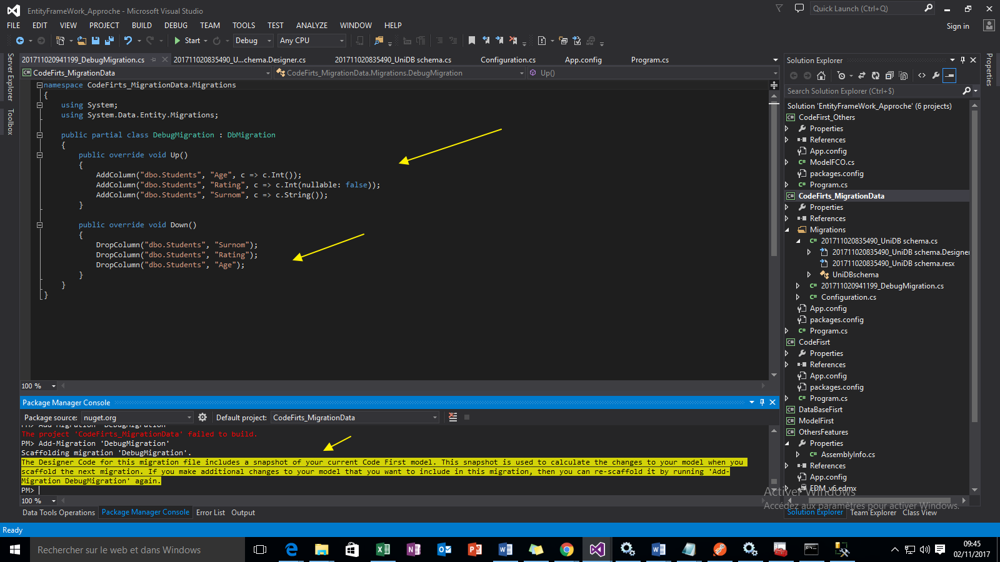 EntityFrameWork_Approche - Microsoft Visual Studio
Quick Launch (Ctrl+Q)
FILE EDIT VIEW PROJECT BUILD DEBUG TEAM TOOLS TEST ANALYZE WINDOW HELP
Sign in
Start Debug Any CPU
Server Explorer
Toolbox
201711020941199_DebugMigration.cs 201711020835490_U...chema.Designer.cs 201711020835490_UniDB schema.cs Configuration.cs App.config Program.cs
CodeFirts_MigrationData CodeFirts_MigrationData.Migrations.DebugMigration Up()
namespace CodeFirts_MigrationData.Migrations
{
using System;
using System.Data.Entity.Migrations;
public partial class DebugMigration : DbMigration
{
public override void Up()
{
AddColumn("dbo.Students", "Age", c => c.Int());
AddColumn("dbo.Students", "Rating", c => c.Int(nullable: false));
AddColumn("dbo.Students", "Surnom", c => c.String());
}
public override void Down()
{
DropColumn("dbo.Students", "Surnom");
DropColumn("dbo.Students", "Rating");
DropColumn("dbo.Students", "Age");
}
}
}
100 %
Package Manager Console
Package source: nuget.org Default project: CodeFirts_MigrationData
PM> Add-Migration 'DebugMigration'
The project 'CodeFirts_MigrationData' failed to build.
PM> Add-Migration 'DebugMigration'
Scaffolding migration 'DebugMigration'.
The Designer Code for this migration file includes a snapshot of your current Code First model. This snapshot is used to calculate the changes to your model when you
scaffold the next migration. If you make additional changes to your model that you want to include in this migration, then you can re-scaffold it by running 'Add-
Migration DebugMigration' again.
PM>
100 %
Data Tools Operations Package Manager Console Error List Output
Solution Explorer
Properties
Search Solution Explorer (Ctrl+$)
Solution 'EntityFrameWork_Approche' (6 projects)
CodeFirst_Others
Properties
References
App.config
ModelFCO.cs
packages.config
Program.cs
CodeFirts_MigrationData
Properties
References
Migrations
201711020835490_UniDB schema.cs
201711020835490_UniDB schema.Designer
201711020835490_UniDB schema.resx
UniDBschema
201711020941199_DebugMigration.cs
Configuration.cs
App.config
packages.config
Program.cs
CodeFisrt
Properties
References
App.config
packages.config
Program.cs
DataBaseFisrt
ModelFirst
OthersFeatures
Properties
AssemblyInfo.cs
References
App.config
EDM_v6.edmx
Activer Windows
Accédez aux paramètres pour activer Windows.
Solution Explorer Team Explorer Class View
Ready
Rechercher sur le web et dans Windows
09:45
02/11/2017